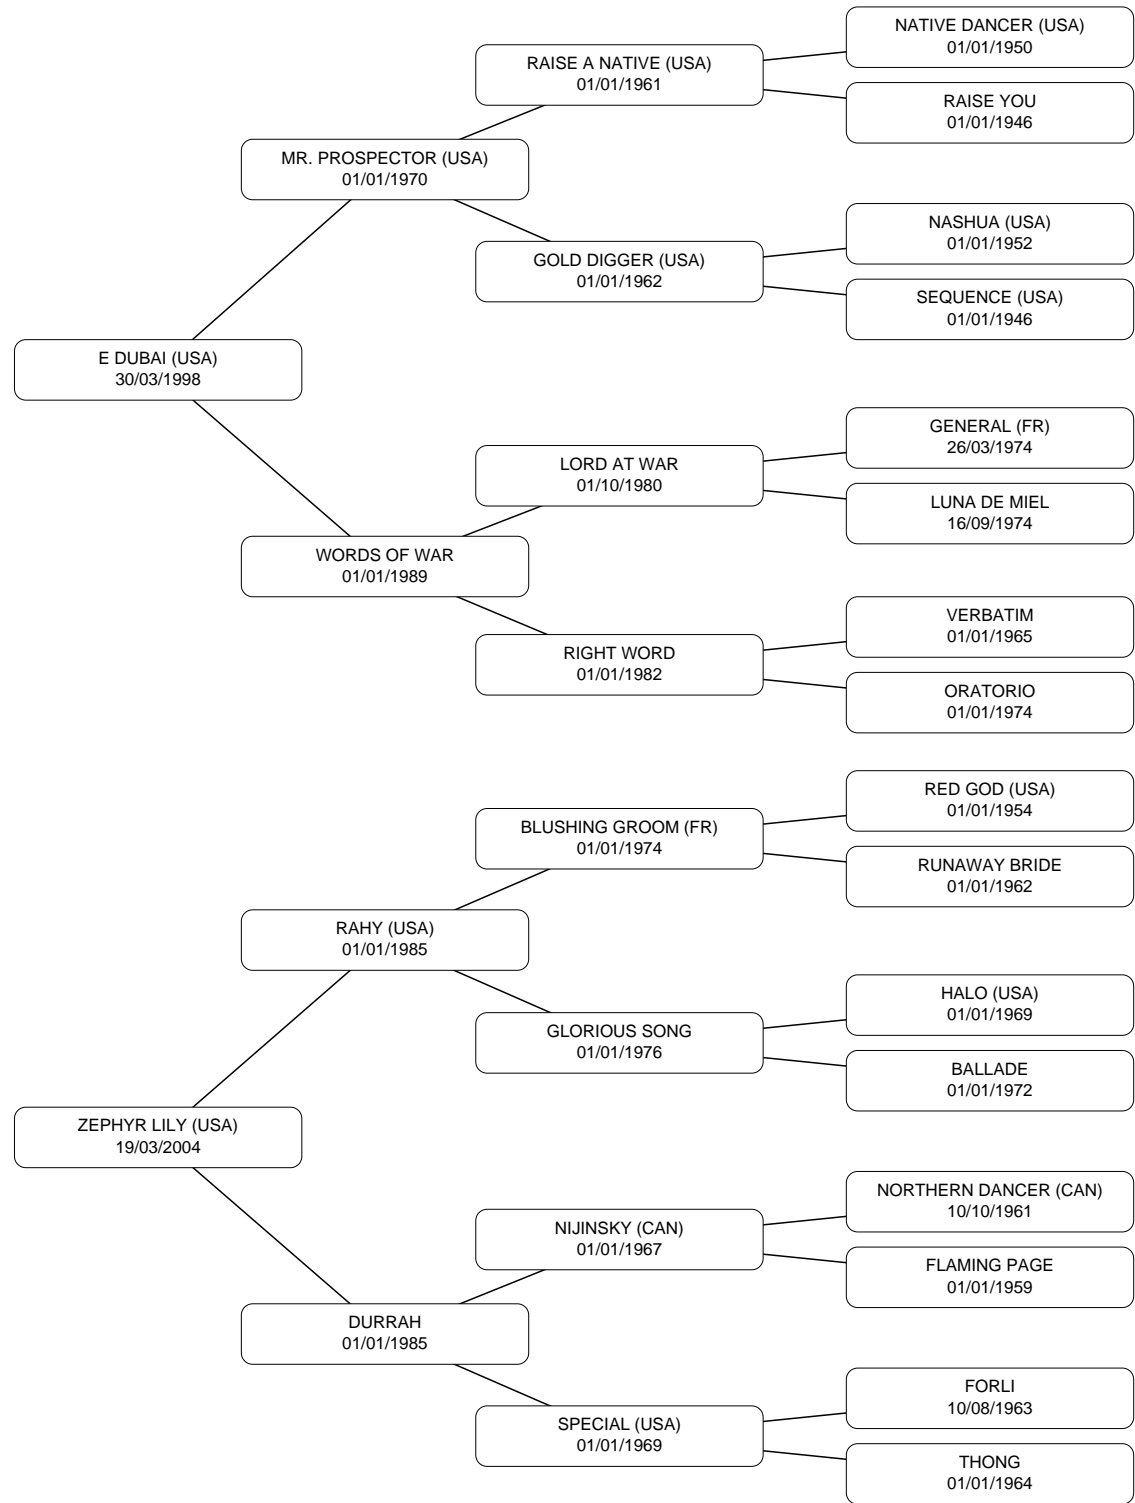 NATIVE DANCER (USA)
01/01/1950
RAISE A NATIVE (USA)
01/01/1961
RAISE YOU
01/01/1946
MR. PROSPECTOR (USA)
01/01/1970
NASHUA (USA)
01/01/1952
GOLD DIGGER (USA)
01/01/1962
SEQUENCE (USA)
01/01/1946
E DUBAI (USA)
30/03/1998
GENERAL (FR)
26/03/1974
LORD AT WAR
01/10/1980
LUNA DE MIEL
16/09/1974
WORDS OF WAR
01/01/1989
VERBATIM
01/01/1965
RIGHT WORD
01/01/1982
ORATORIO
01/01/1974
RED GOD (USA)
01/01/1954
BLUSHING GROOM (FR)
01/01/1974
RUNAWAY BRIDE
01/01/1962
RAHY (USA)
01/01/1985
HALO (USA)
01/01/1969
GLORIOUS SONG
01/01/1976
BALLADE
01/01/1972
ZEPHYR LILY (USA)
19/03/2004
NORTHERN DANCER (CAN)
10/10/1961
NIJINSKY (CAN)
01/01/1967
FLAMING PAGE
01/01/1959
DURRAH
01/01/1985
FORLI
10/08/1963
SPECIAL (USA)
01/01/1969
THONG
01/01/1964